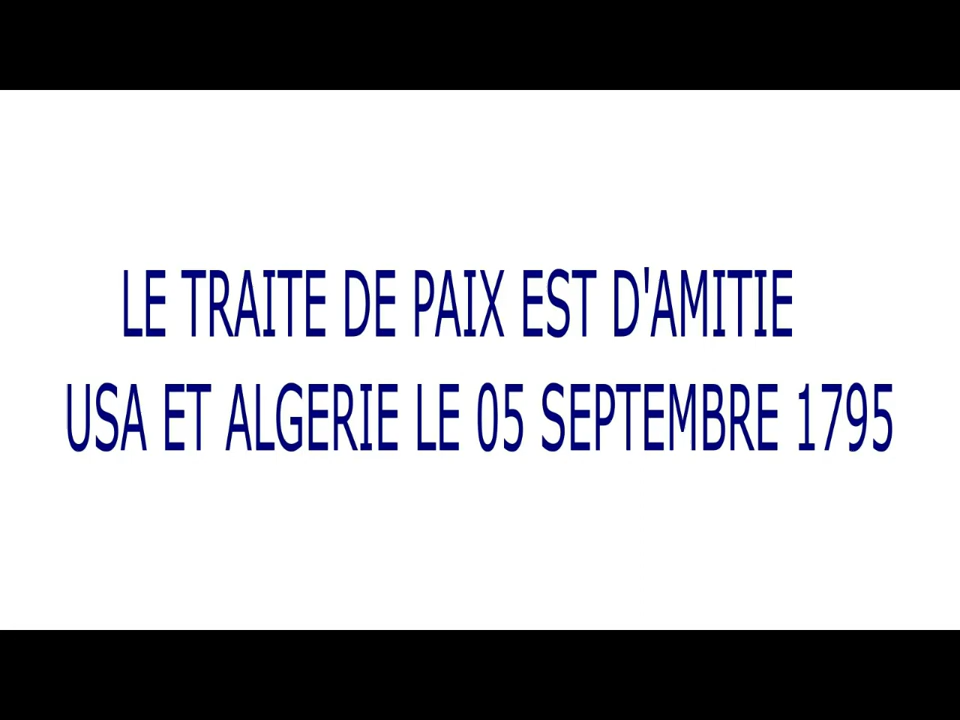 LE TRAITE DE PAIX EST D'AMITIE
USA ET ALGERIE LE 05 SEPTEMBRE 1795